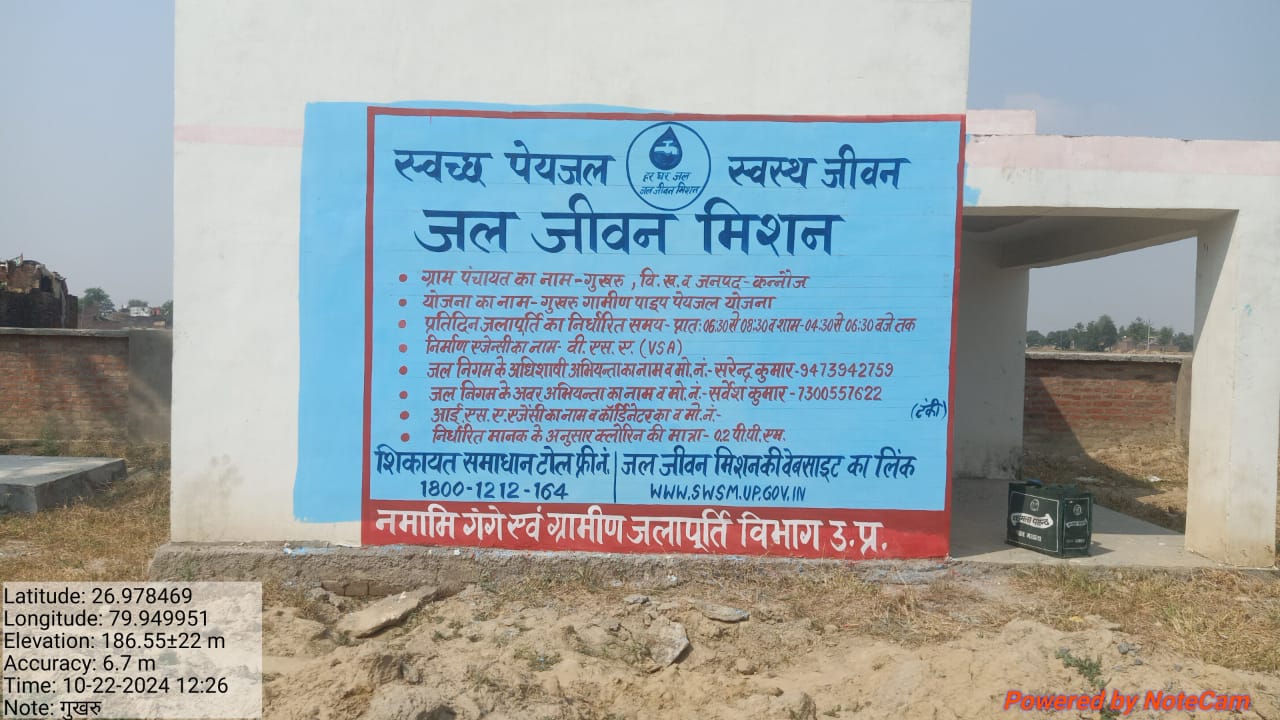 स्वच्छ पेयजल
हर घर जल
जल जीवन मिशन
स्वस्थ जीवन
जल जीवन मिशन
• ग्राम पंचायत का नाम-गुखरु , वि.ख.व जनपद- कन्नौज
• योजना का नाम- गुखरु गामीण पाइप पेयजल योजना
• प्रतिदिन जलापूर्ति का निर्धारित समय- प्रातः 06:30 से 08:30 व शाम-04:30 से 06:30 बजे तक
• निर्माण एजेन्सी का नाम- वी.एस.ए. (VSA)
• जल निगम के अधिशाषी अभियन्ता का नाम व मो.नं.- सरेन्द्र कुमार-9473942759
• जल निगम के अवर अभियन्ता का नाम व मो.नं.- सर्वेश कुमार -7300557622
• आई.एस.ए.एजेंसी का नाम व कॉर्डिनेटर का व मो.नं.-
(टंकी)
• निर्धारित मानक के अनुसार क्लोरिन की मात्रा- 0.2 पी.पी.एम.
शिकायत समाधान टोल फ्री नं.
1800-1212-164
जल जीवन मिशन की वेबसाइट का लिंक
WWW.SWSM.UP.GOV.IN
नमामि गंगे एवं ग्रामीण जलापूर्ति विभाग उ.प्र.
Latitude: 26.978469
Longitude: 79.949951
Elevation: 186.55±22 m
Accuracy: 6.7 m
Time: 10-22-2024 12:26
Note: गुखरु
Powered by NoteCam